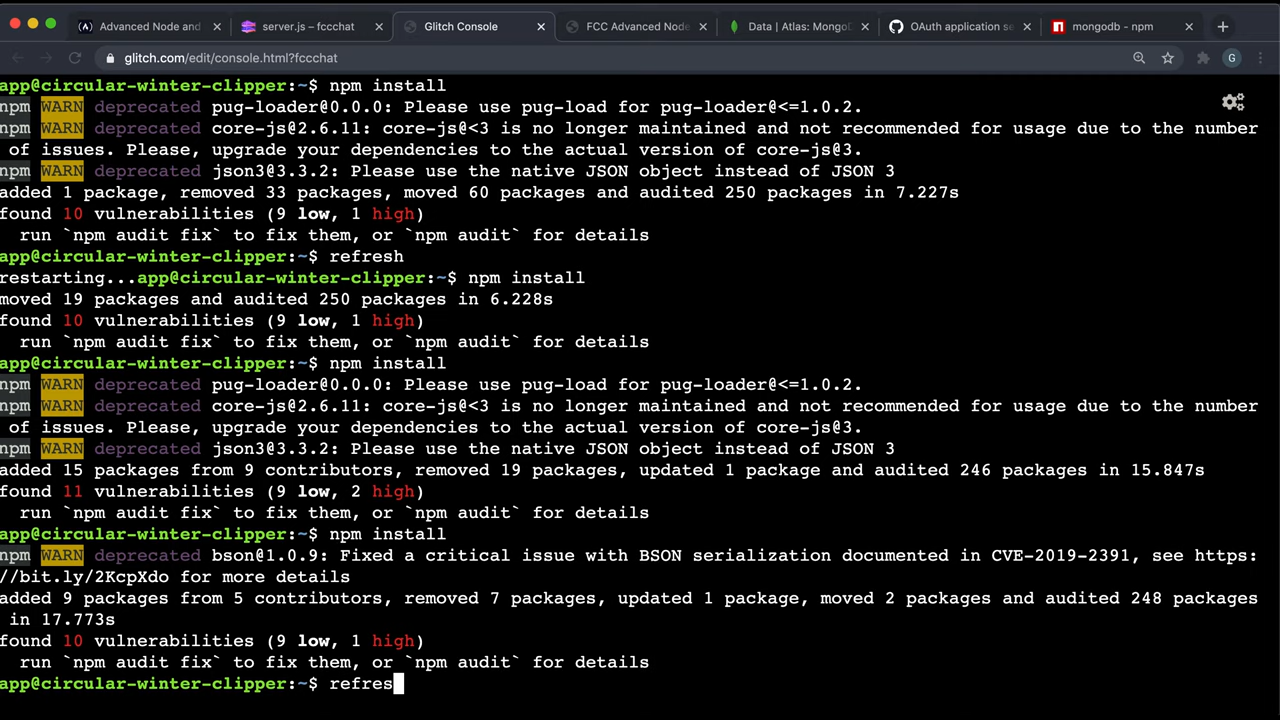 Advanced Node and
server.js – fccchat
Glitch Console
FCC Advanced Node
Data | Atlas: MongoD
OAuth application se
mongodb - npm
glitch.com/edit/console.html?fccchat
G
app@circular-winter-clipper:~$ npm install
npm WARN deprecated pug-loader@0.0.0: Please use pug-load for pug-loader@<=1.0.2.
npm WARN deprecated core-js@2.6.11: core-js@<3 is no longer maintained and not recommended for usage due to the number
of issues. Please, upgrade your dependencies to the actual version of core-js@3.
npm WARN deprecated json3@3.3.2: Please use the native JSON object instead of JSON 3
added 1 package, removed 33 packages, moved 60 packages and audited 250 packages in 7.227s
found 10 vulnerabilities (9 low, 1 high)
run `npm audit fix` to fix them, or `npm audit` for details
app@circular-winter-clipper:~$ refresh
restarting...app@circular-winter-clipper:~$ npm install
moved 19 packages and audited 250 packages in 6.228s
found 10 vulnerabilities (9 low, 1 high)
run `npm audit fix` to fix them, or `npm audit` for details
app@circular-winter-clipper:~$ npm install
npm WARN deprecated pug-loader@0.0.0: Please use pug-load for pug-loader@<=1.0.2.
npm WARN deprecated core-js@2.6.11: core-js@<3 is no longer maintained and not recommended for usage due to the number
of issues. Please, upgrade your dependencies to the actual version of core-js@3.
npm WARN deprecated json3@3.3.2: Please use the native JSON object instead of JSON 3
added 15 packages from 9 contributors, removed 19 packages, updated 1 package and audited 246 packages in 15.847s
found 11 vulnerabilities (9 low, 2 high)
run `npm audit fix` to fix them, or `npm audit` for details
app@circular-winter-clipper:~$ npm install
npm WARN deprecated bson@1.0.9: Fixed a critical issue with BSON serialization documented in CVE-2019-2391, see https:
//bit.ly/2KcpXdo for more details
added 9 packages from 5 contributors, removed 7 packages, updated 1 package, moved 2 packages and audited 248 packages
in 17.773s
found 10 vulnerabilities (9 low, 1 high)
run `npm audit fix` to fix them, or `npm audit` for details
app@circular-winter-clipper:~$ refres